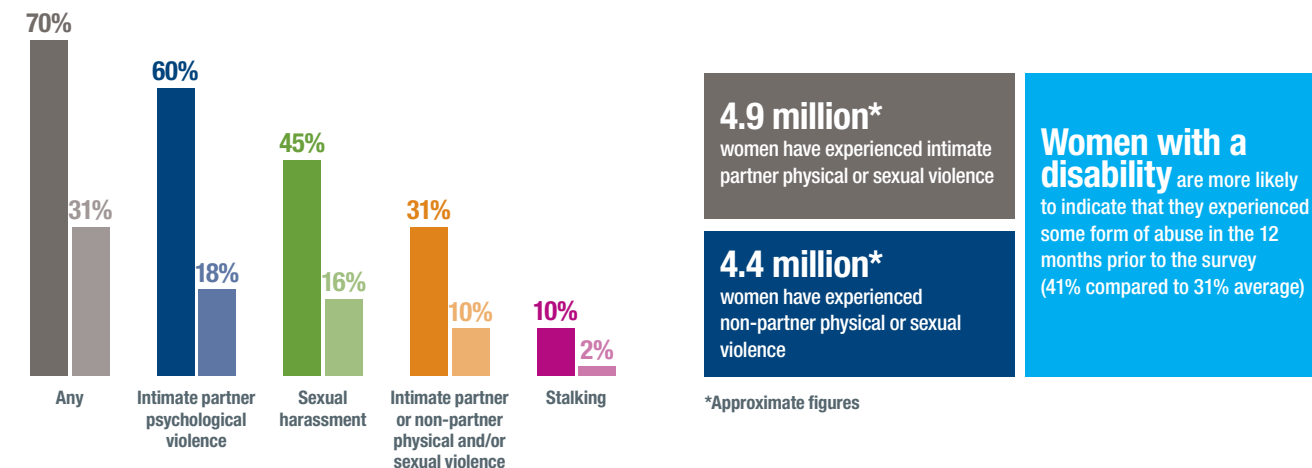 70%
31%
Any
60%
18%
Intimate partner
psychological
violence
45%
16%
Sexual
harassment
31%
10%
Intimate partner
or non-partner
physical and/or
sexual violence
10%
2%
Stalking
4.9 million*
women have experienced intimate
partner physical or sexual violence
4.4 million*
women have experienced
non-partner physical or sexual
violence
*Approximate figures
Women with a
disability are more likely
to indicate that they experienced
some form of abuse in the 12
months prior to the survey
(41% compared to 31% average)